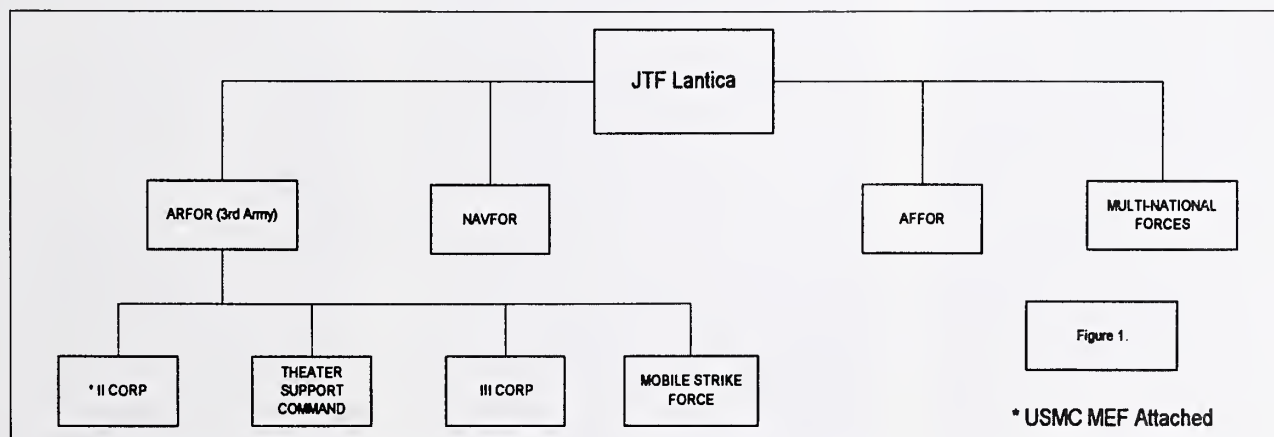 JTF Lantica
ARFOR (3rd Army)
NAVFOR
AFFOR
MULTI-NATIONAL
FORCES
* II CORP
THEATER
SUPPORT
COMMAND
III CORP
MOBILE STRIKE
FORCE
Figure 1.
* USMC MEF Attached